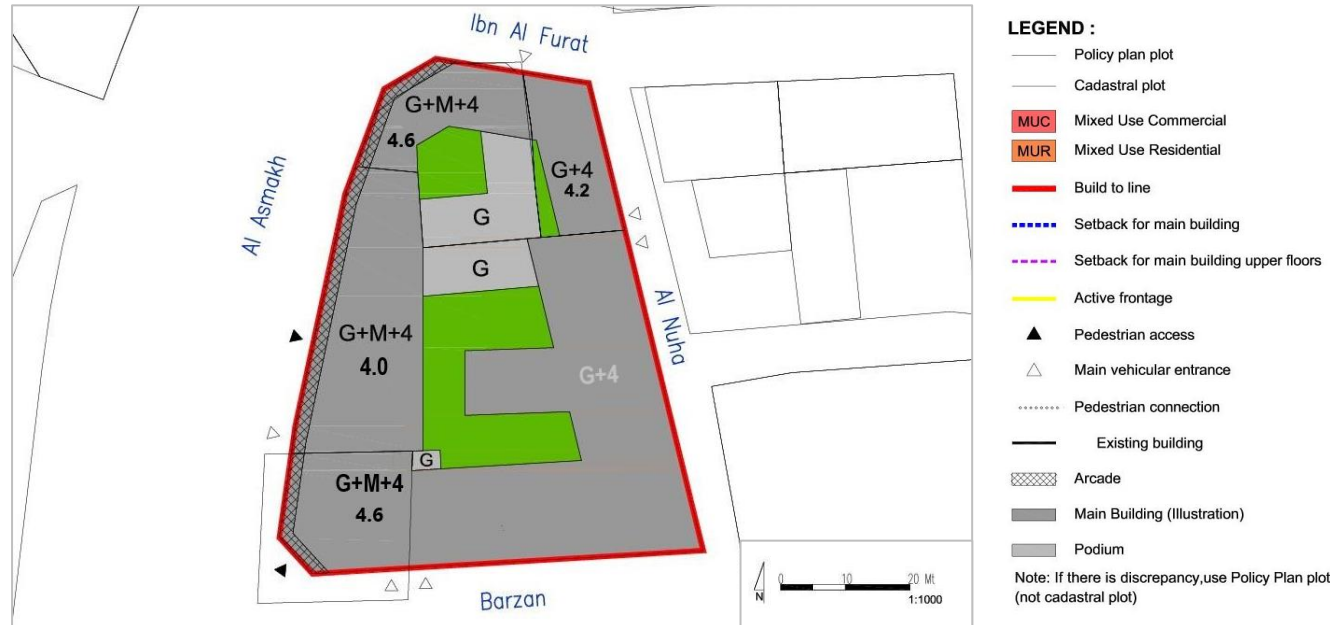 Ibn Al Furat
G+M+4
4.6
G+4
4.2
Al Asmakh
G
G
Al Nuha
G+M+4
4.0
G+4
G
G+M+4
4.6
Barzan
N
0 10 20 Mt
1:1000
LEGEND :
Policy plan plot
Cadastral plot
MUC Mixed Use Commercial
MUR Mixed Use Residential
Build to line
Setback for main building
Setback for main building upper floors
Active frontage
Pedestrian access
Main vehicular entrance
Pedestrian connection
Existing building
Arcade
Main Building (Illustration)
Podium
Note: If there is discrepancy,use Policy Plan plot
(not cadastral plot)